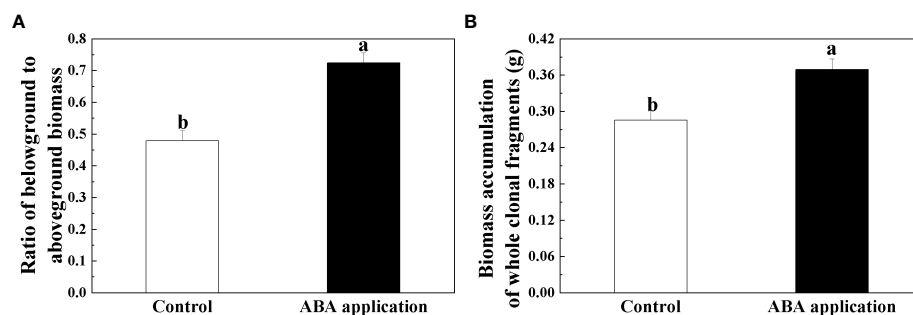 A
Ratio of belowground to
aboveground biomass
0.8
0.7
0.6
0.5
0.4
0.3
0.2
0.1
0.0
b
a
Control
ABA application
B
Biomass accumulation
of whole clonal fragments (g)
0.42
0.36
0.30
0.24
0.18
0.12
0.06
0.00
b
a
Control
ABA application